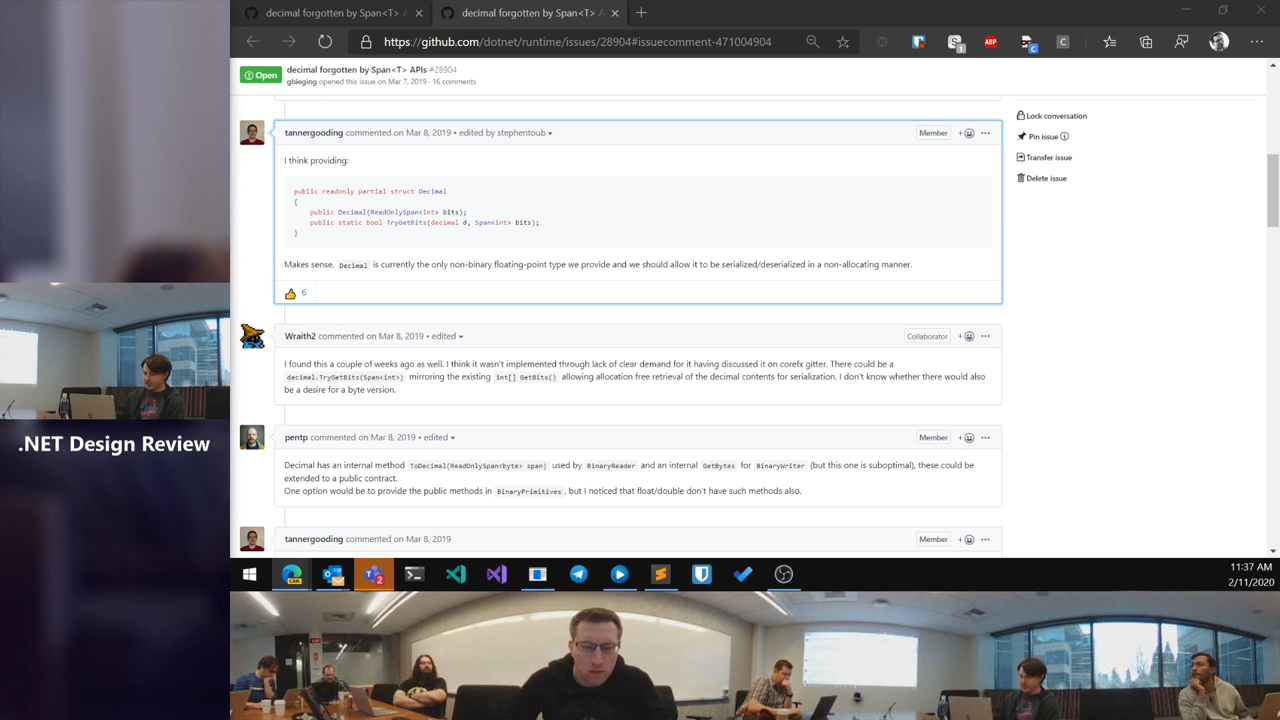 decimal forgotten by Span<T> A
decimal forgotten by Span<T> A
https://github.com/dotnet/runtime/issues/28904#issuecomment-471004904
Open
decimal forgotten by Span<T> APIs #28904
gbieging opened this issue on Mar 7, 2019 · 16 comments
Lock conversation
Pin issue
Transfer issue
Delete issue
tannergooding commented on Mar 8, 2019 • edited by stephentoub
Member
I think providing:
public readonly partial struct Decimal
{
public Decimal(ReadOnlySpan<int> bits);
public static bool TryGetBits(decimal d, Span<int> bits);
}
Makes sense. Decimal is currently the only non-binary floating-point type we provide and we should allow it to be serialized/deserialized in a non-allocating manner.
6
Wraith2 commented on Mar 8, 2019 • edited
Collaborator
I found this a couple of weeks ago as well. I think it wasn't implemented through lack of clear demand for it having discussed it on corefx gitter. There could be a
decimal.TryGetBits(Span<int>) mirroring the existing int[] GetBits() allowing allocation free retrieval of the decimal contents for serialization. I don't know whether there would also
be a desire for a byte version.
pentp commented on Mar 8, 2019 • edited
Member
Decimal has an internal method ToDecimal(ReadOnlySpan<byte> span) used by BinaryReader and an internal GetBytes for BinaryWriter (but this one is suboptimal), these could be
extended to a public contract.
One option would be to provide the public methods in BinaryPrimitives, but I noticed that float/double don't have such methods also.
tannergooding commented on Mar 8, 2019
Member
.NET Design Review
11:37 AM
2/11/2020